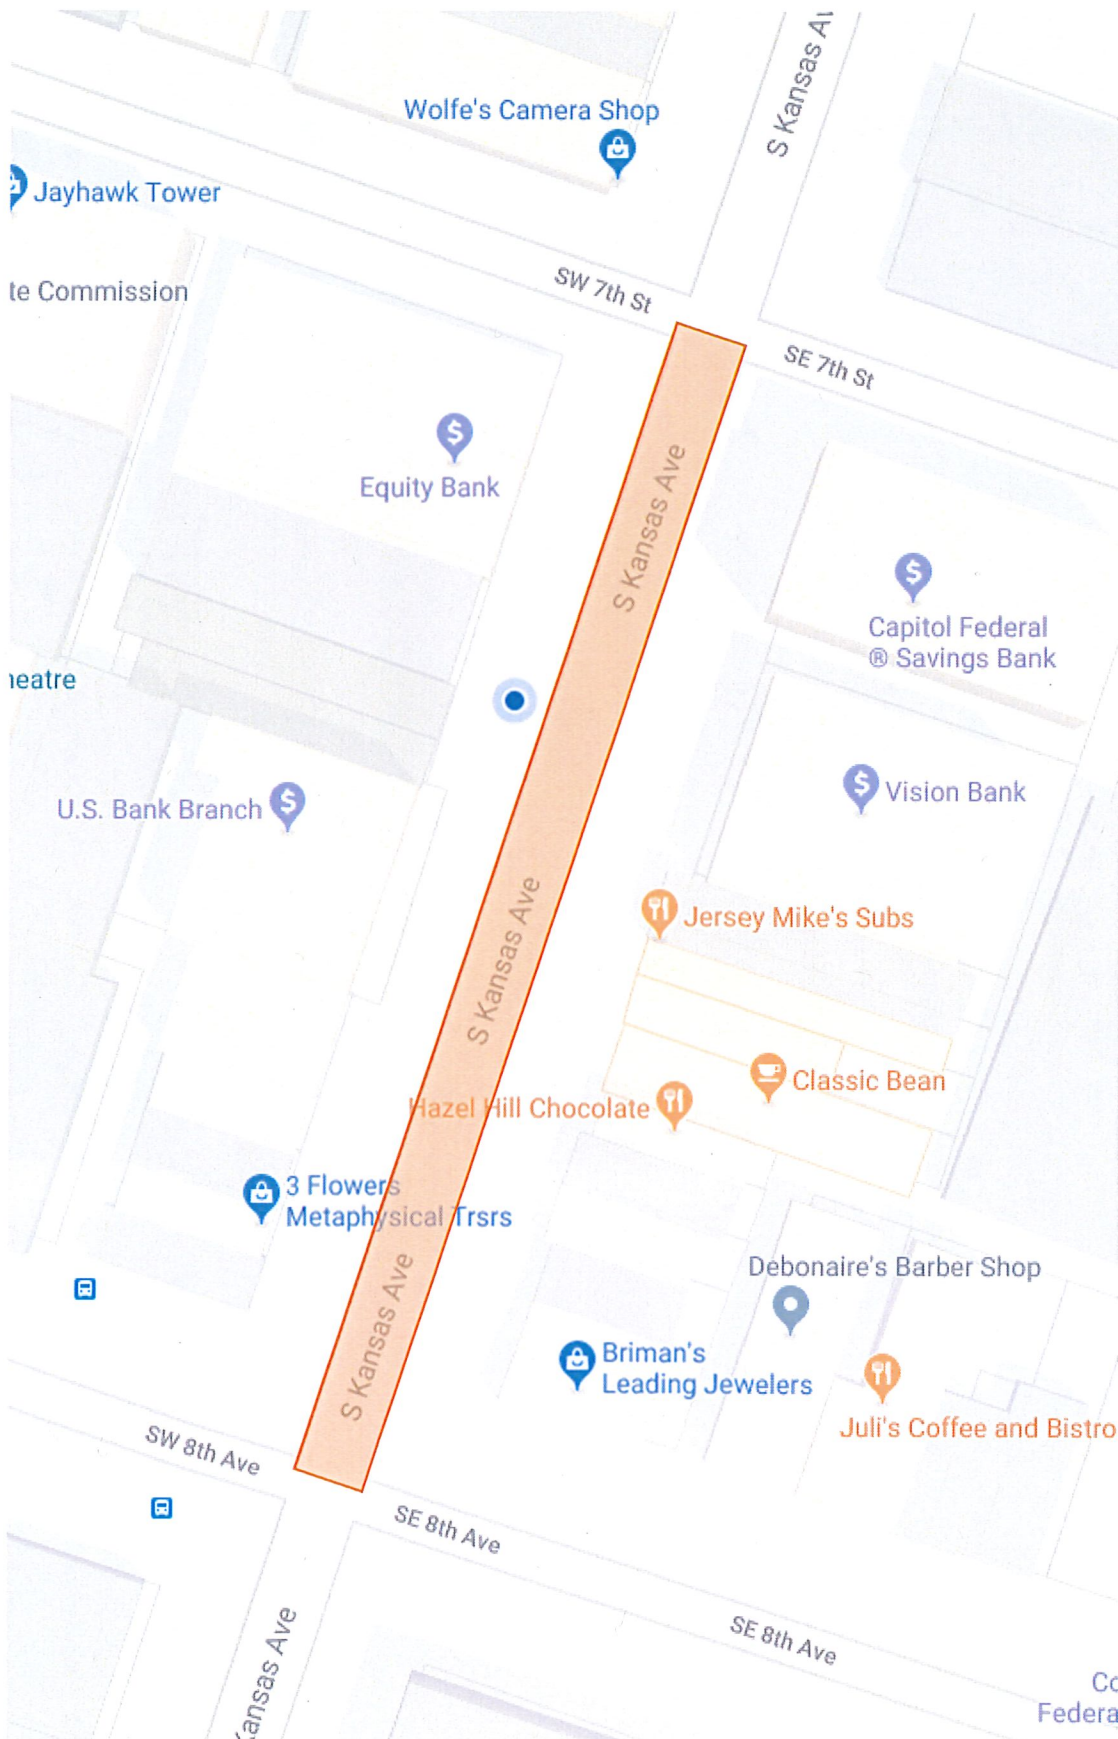 S Kansas Av
Wolfe's Camera Shop
Jayhawk Tower
te Commission
SW 7th St
SE 7th St
Equity Bank
S Kansas Ave
Capitol Federal
® Savings Bank
eatre
U.S. Bank Branch
Vision Bank
S Kansas Ave
Jersey Mike's Subs
Classic Bean
Hazel Hill Chocolate
3 Flowers
Metaphysical Trsrs
Debonaire's Barber Shop
S Kansas Ave
Briman's
Leading Jewelers
Juli's Coffee and Bistro
SW 8th Ave
SE 8th Ave
SE 8th Ave
Kansas Ave
Co
Federa